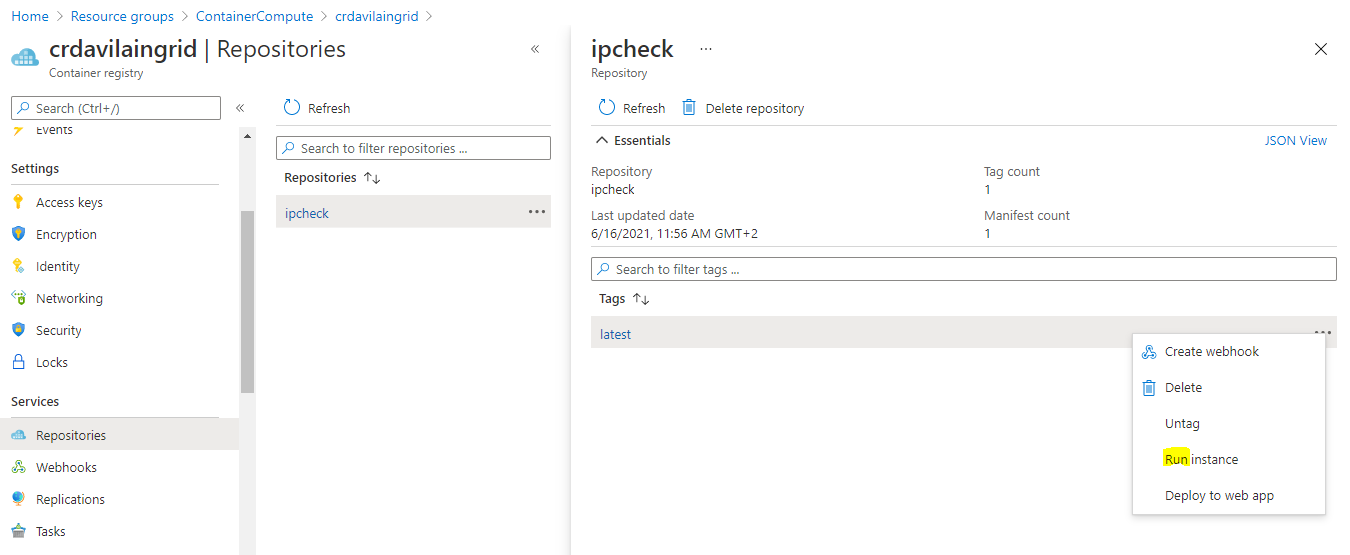 Home > Resource groups > ContainerCompute > crdavilaingrid >
crdavilaingrid | Repositories
Container registry
Search (Ctrl+/)
Events
Settings
Access keys
Encryption
Identity
Networking
Security
Locks
Services
Repositories
Webhooks
Replications
Tasks
Refresh
Search to filter repositories ...
Repositories
ipcheck
ipcheck
Repository
Refresh
Delete repository
Essentials
JSON View
Repository
ipcheck
Tag count
1
Last updated date
6/16/2021, 11:56 AM GMT+2
Manifest count
1
Search to filter tags ...
Tags
latest
Create webhook
Delete
Untag
Run instance
Deploy to web app